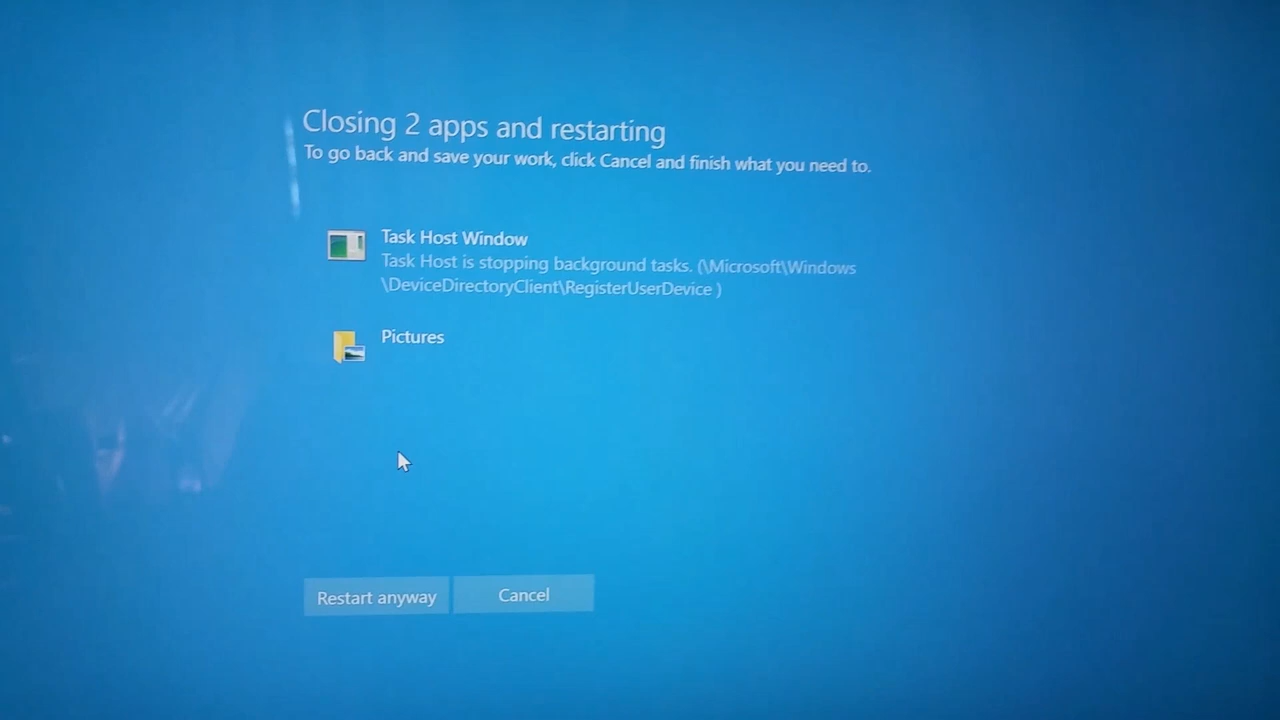 Closing 2 apps and restarting
To go back and save your work, click Cancel and finish what you need to.
Task Host Window
Task Host is stopping background tasks. (\Microsoft\Windows
\DeviceDirectoryClient\RegisterUserDevice )
Pictures
Restart anyway
Cancel